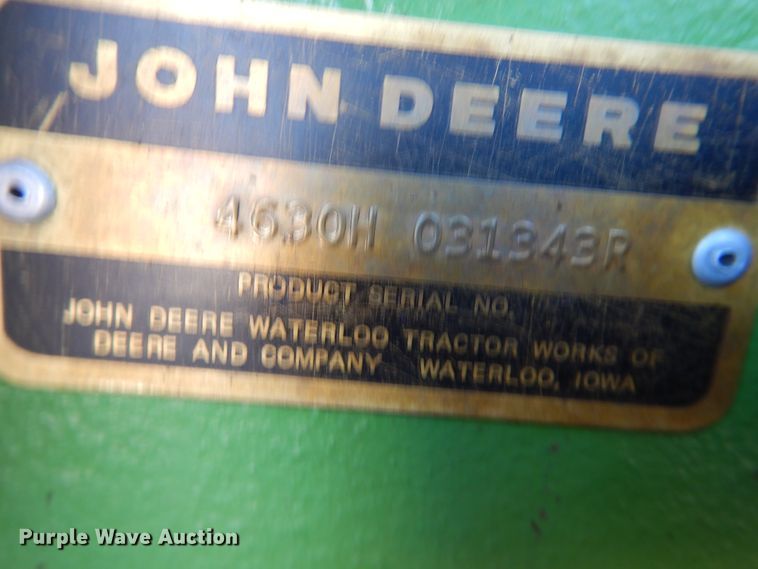 JOHN DEERE
4630H 031343R
PRODUCT SERIAL NO.
JOHN DEERE WATERLOO TRACTOR WORKS OF
DEERE AND COMPANY WATERLOO, IOWA
Purple Wave Auction